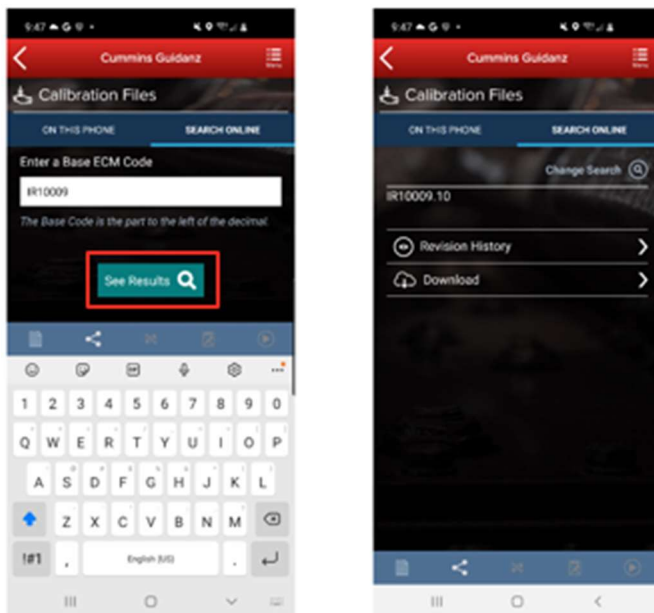 9:47
Cummins Guidanz
Menu
Calibration Files
ON THIS PHONE SEARCH ONLINE
Enter a Base ECM Code
IR10009
The Base Code is the part to the left of the decimal.
See Results
GIF
1 2 3 4 5 6 7 8 9 0
Q W E R T Y U I O P
A S D F G H J K L
Z X C V B N M
!#1 , English (US) .
9:47
Cummins Guidanz
Menu
Calibration Files
ON THIS PHONE SEARCH ONLINE
Change Search
IR10009.10
Revision History
Download